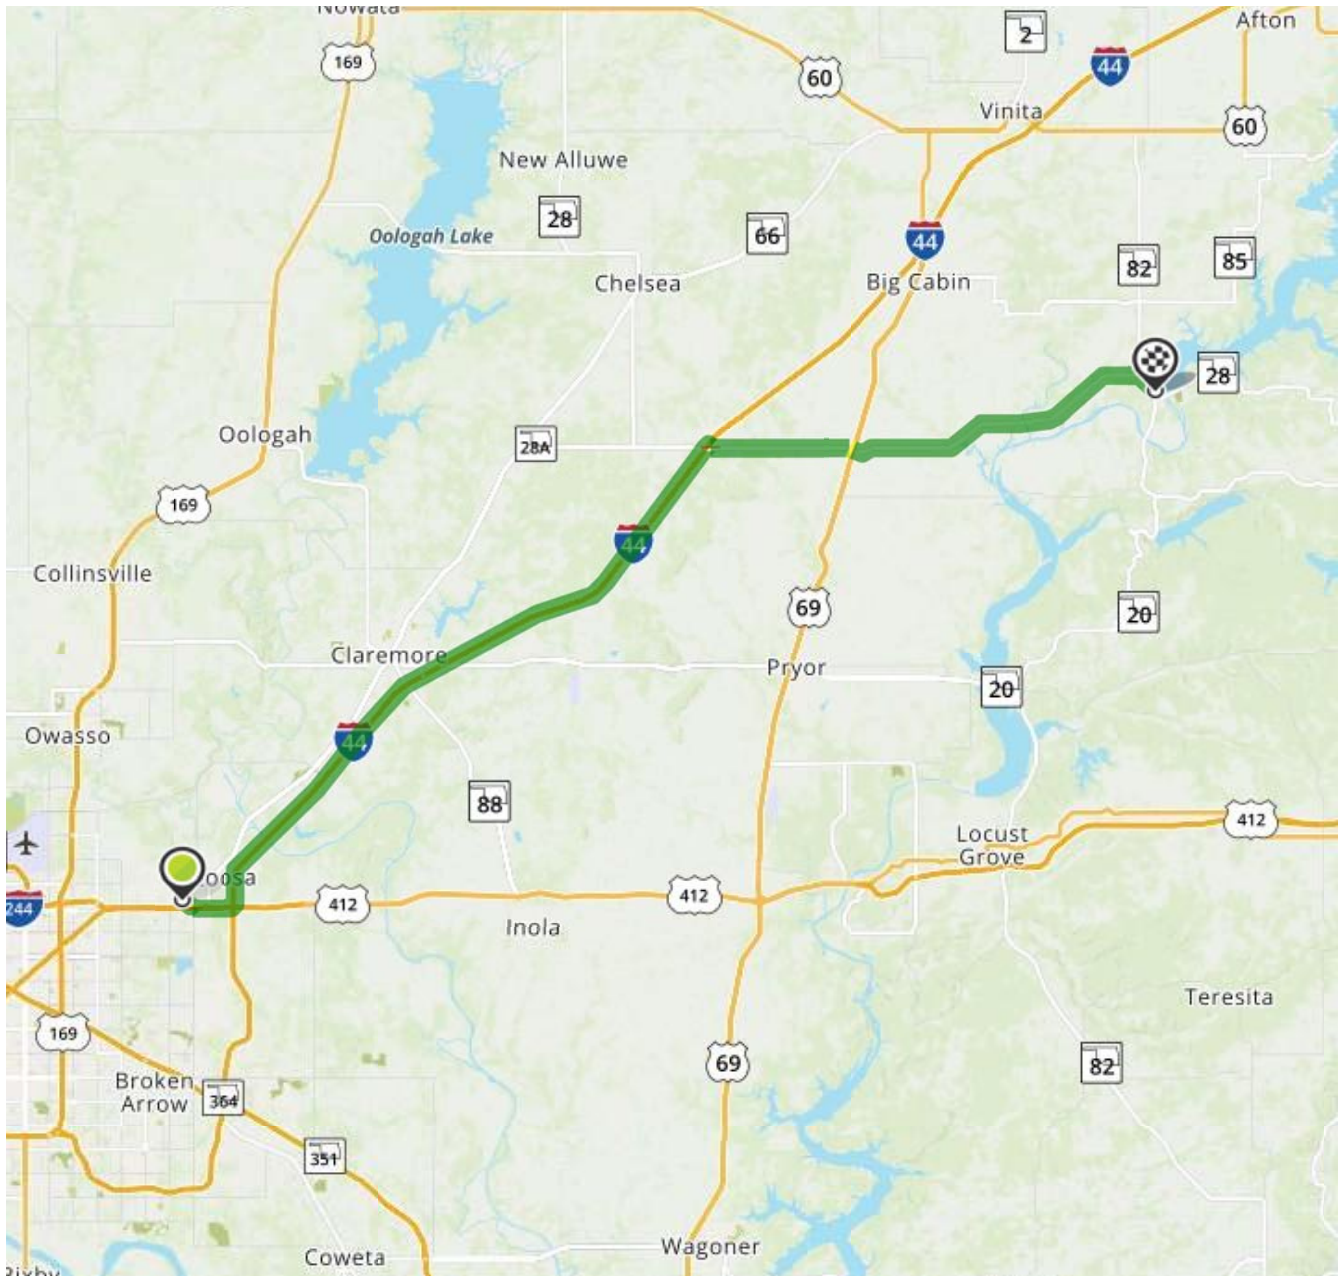 Nowata
2
Afton
169
44
60
Vinita
60
New Alluwe
28
66
Oologah Lake
44
82
85
Chelsea
Big Cabin
28
Oologah
28A
169
44
Collinsville
69
20
Claremore
Pryor
20
Owasso
44
88
412
Locust
Grove
oosa
244
412
412
Inola
Teresita
169
69
82
Broken
Arrow
364
351
Wagoner
Coweta
Bixby